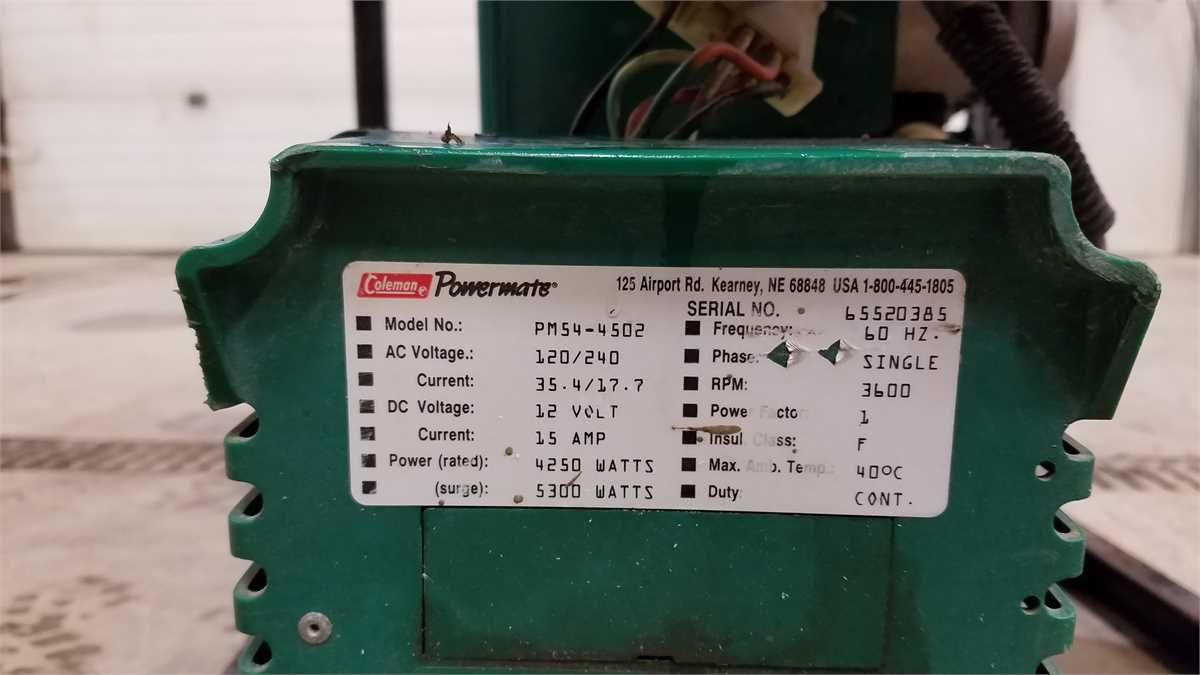 Coleman Powermate® 125 Airport Rd. Kearney, NE 68848 USA 1-800-445-1805
SERIAL NO. 65520385
Model No.: PM54-4502
AC Voltage.: 120/240
Current: 35.4/17.7
DC Voltage: 12 VOLT
Current: 15 AMP
Power (rated): 4250 WATTS
(surge): 5300 WATTS
Frequency: 60 HZ.
Phase: SINGLE
RPM: 3600
Power Factor: 1
Insul. Class: F
Max. Amb. Temp.: 40°C
Duty: CONT.